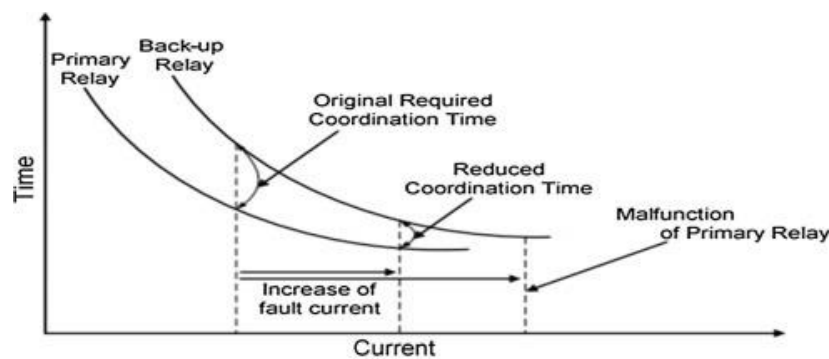 Back-up
Relay
Primary
Relay
Original Required
Coordination Time
Reduced
Coordination Time
Malfunction
of Primary Relay
Time
Increase of
fault current
Current